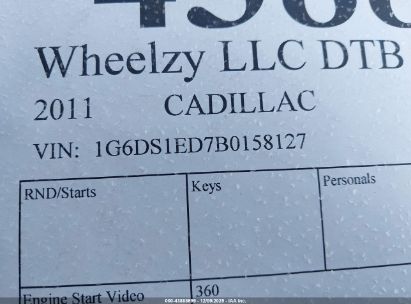 Wheelzy LLC DTB
2011 CADILLAC
VIN: 1G6DS1ED7B0158127
RND/Starts Keys Personals
Engine Start Video 360